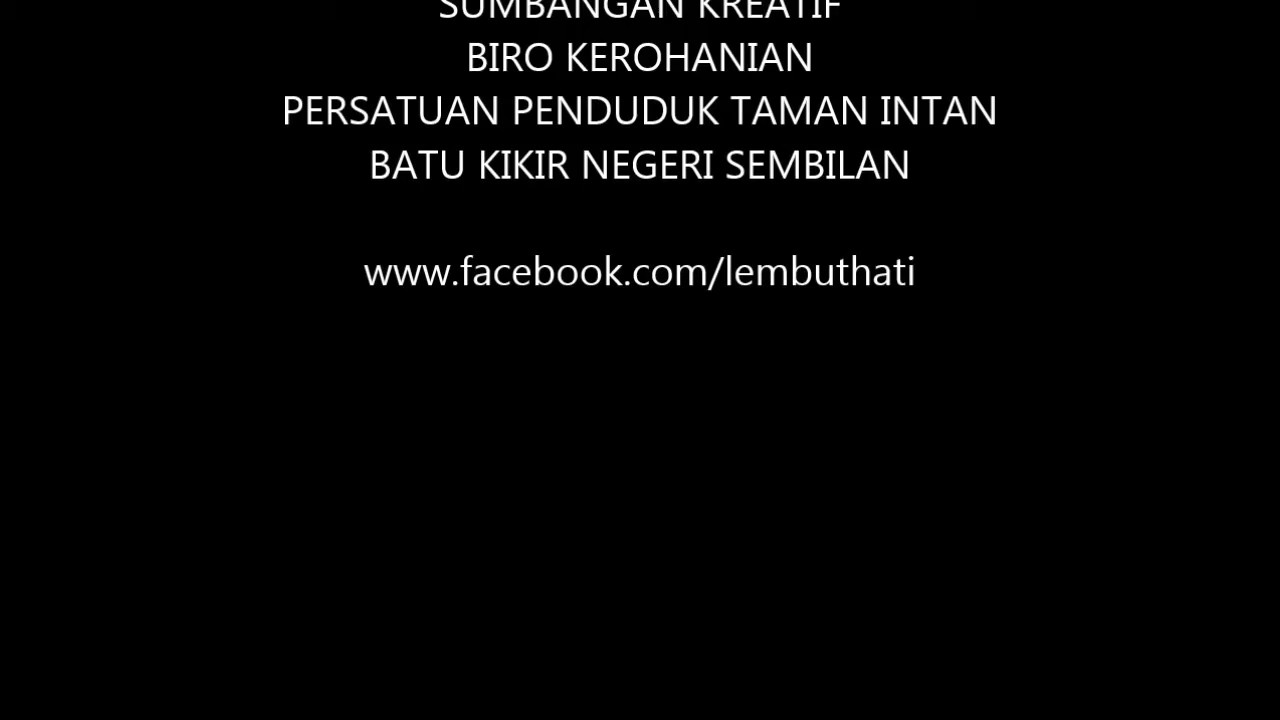 SUMBANGAN KREATIF
BIRO KEROHANIAN
PERSATUAN PENDUDUK TAMAN INTAN
BATU KIKIR NEGERI SEMBILAN
www.facebook.com/lembuthati